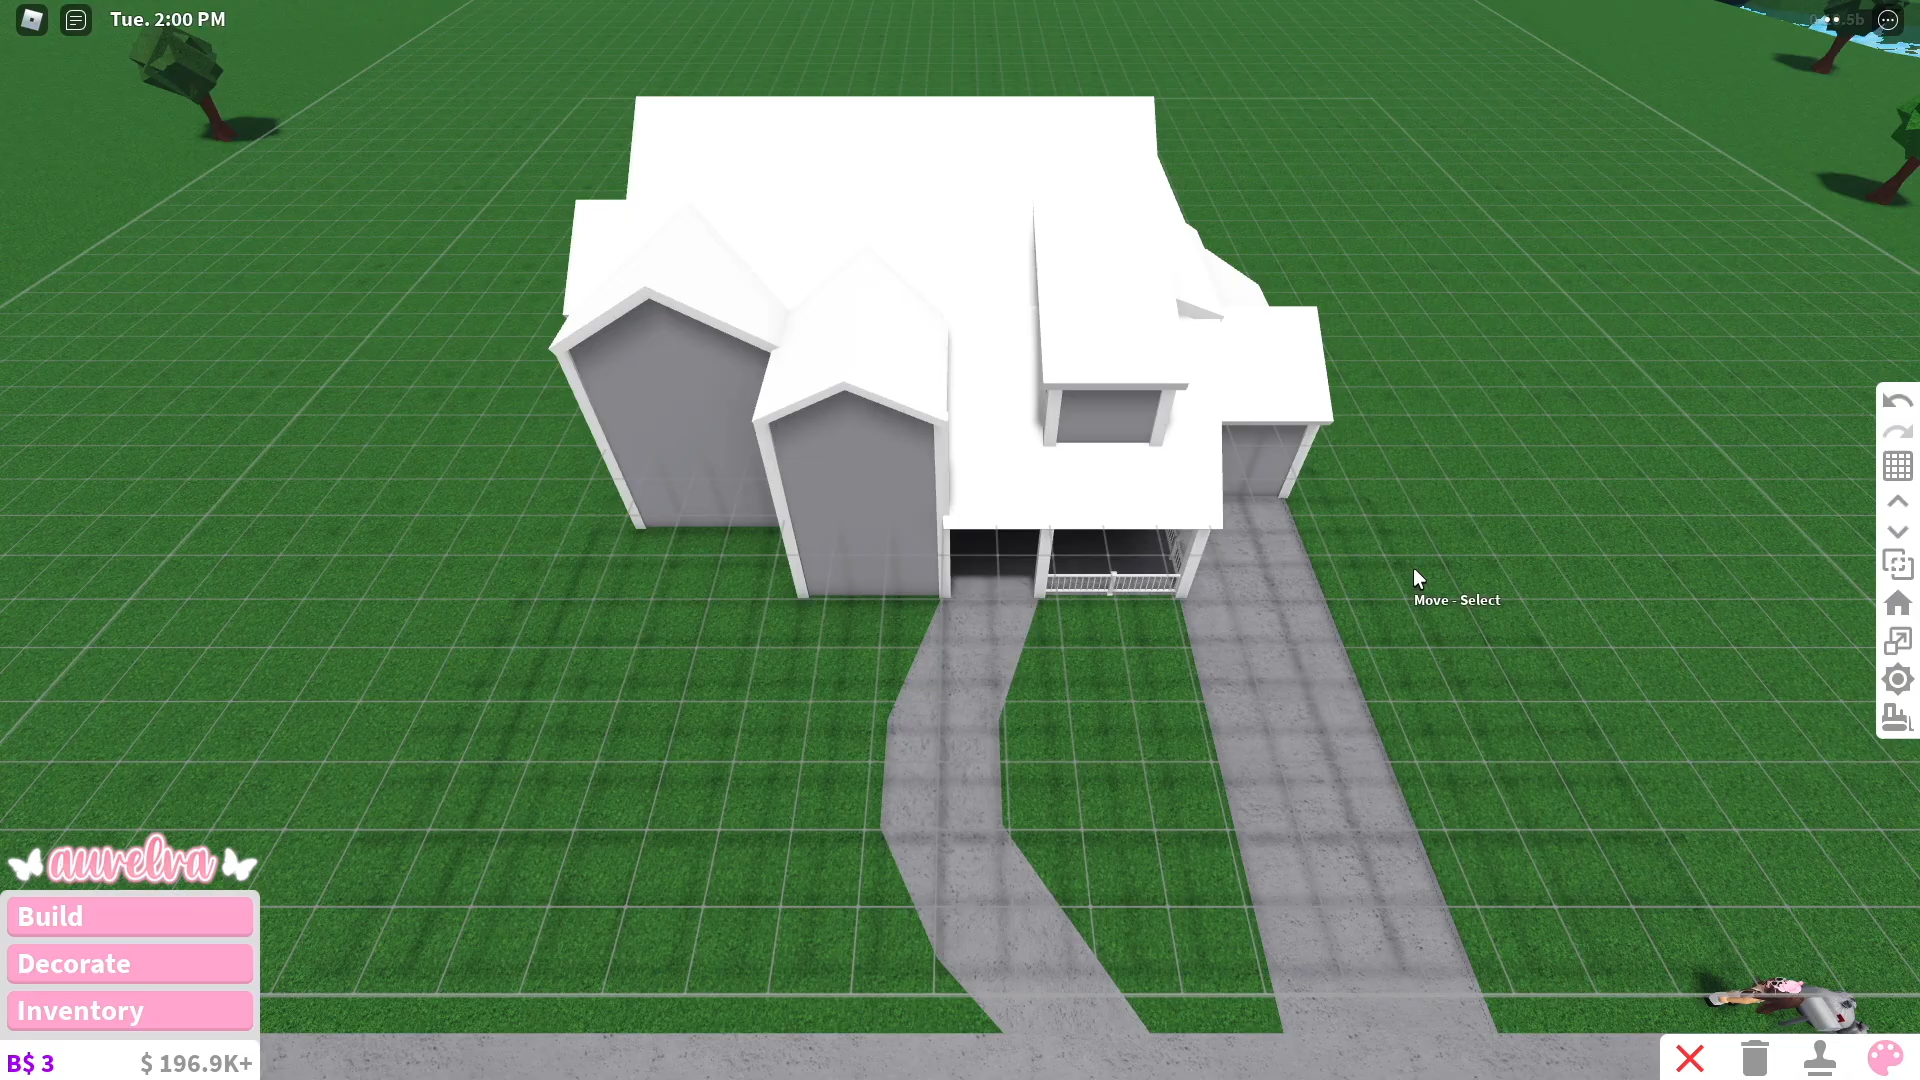 Tue. 2:00 PM
Move - Select
aurelva
Build
Decorate
Inventory
B$ 3
$ 196.9K+